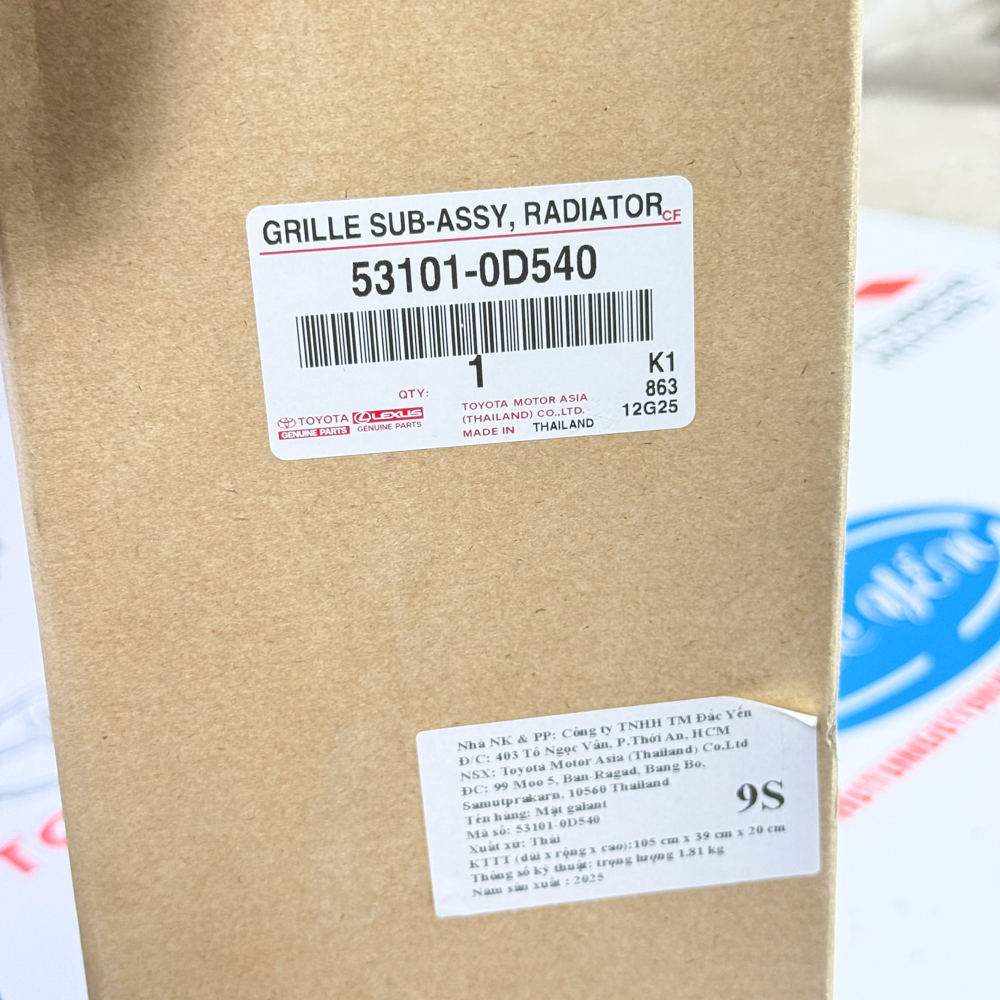 GRILLE SUB-ASSY, RADIATOR CF
53101-0D540
1
QTY:
K1
863
12G25
TOYOTA
GENUINE PARTS
LEXUS
GENUINE PARTS
TOYOTA MOTOR ASIA
(THAILAND) CO.,LTD.
MADE IN THAILAND
Nhà NK & PP: Công ty TNHH TM Đắc Yến
Đ/C: 403 Tô Ngọc Vân, P.Thới An, HCM
NSX: Toyota Motor Asia (Thailand) Co.Ltd
ĐC: 99 Moo 5, Ban-Ragad, Bang Bo,
Samutprakarn, 10560 Thailand
Tên hàng: Mặt galant
Mã số: 53101-0D540
Xuất xứ: Thái
KTTT (dài x rộng x cao):105 cm x 39 cm x 20 cm
Thông số kỹ thuật: trọng lượng 1.81 kg
Năm sản xuất : 2025
9S